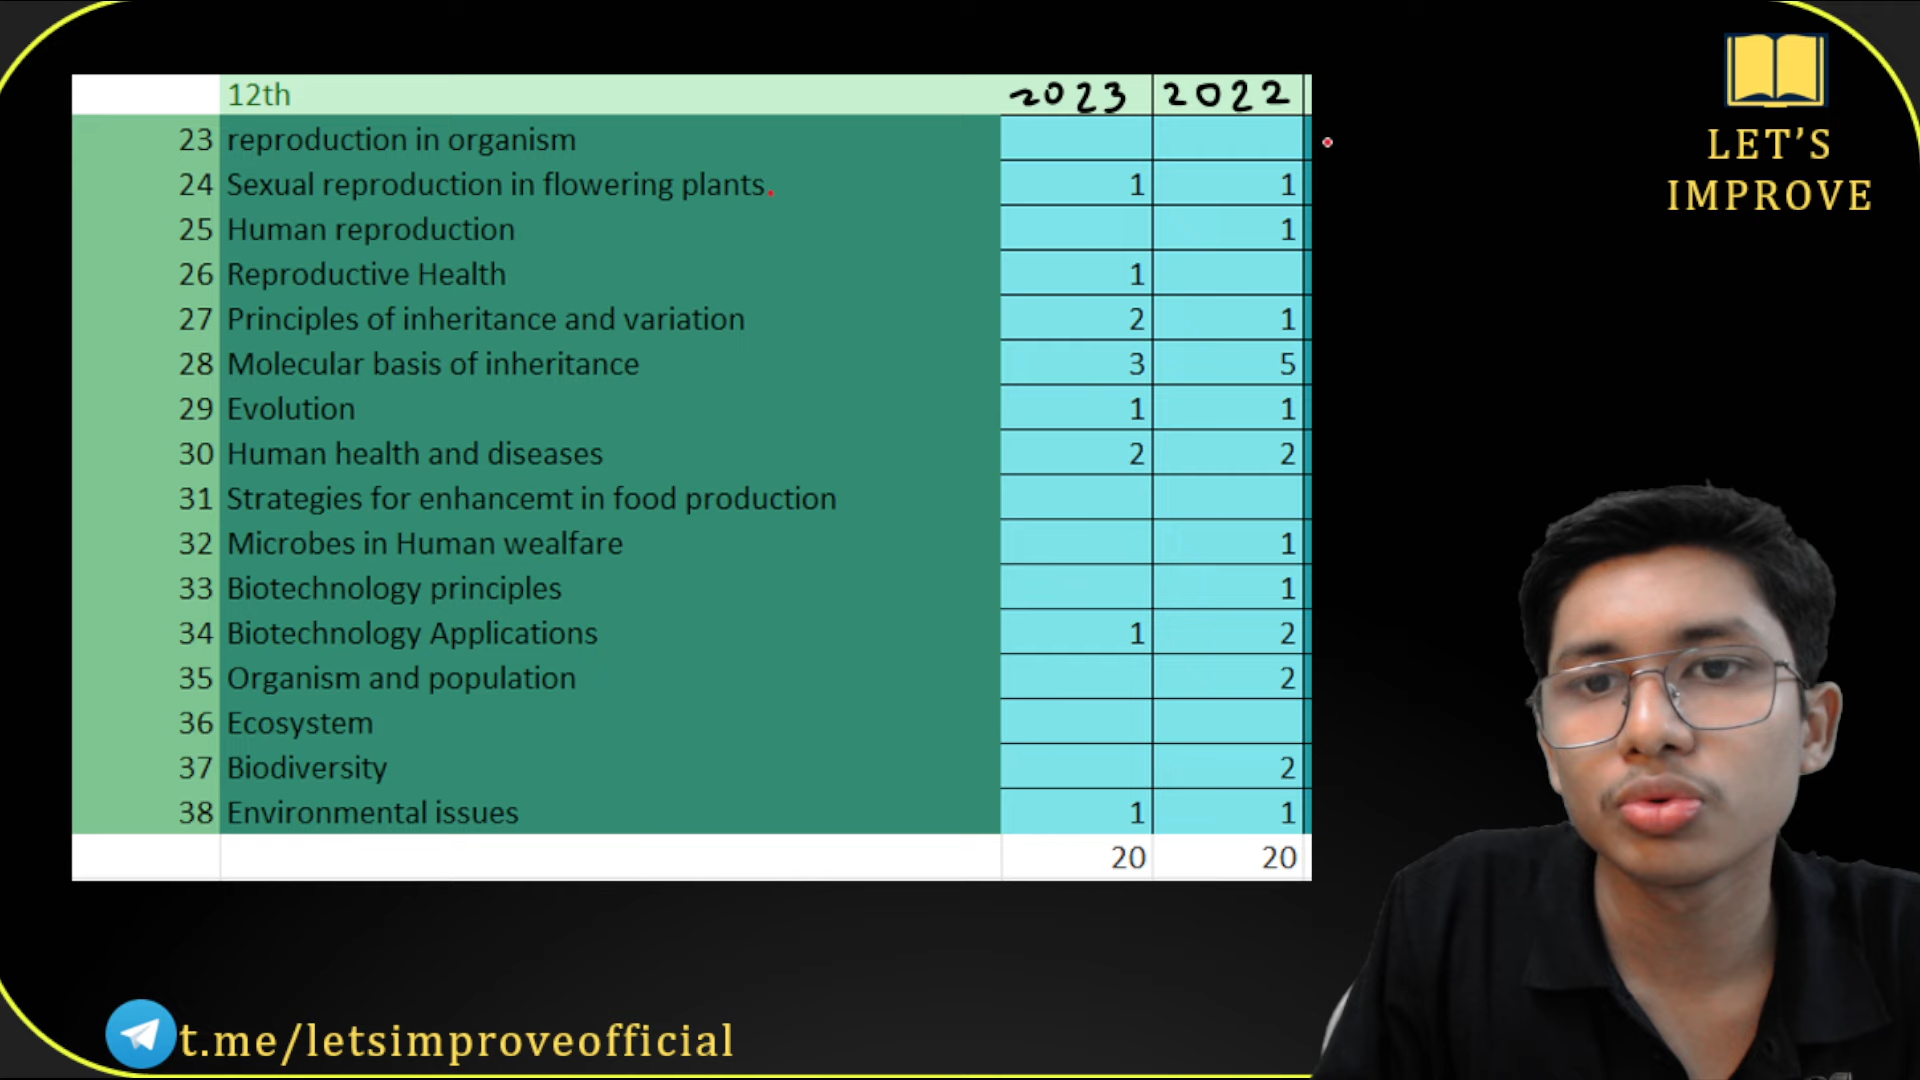 12th 2023 2022
23 reproduction in organism
24 Sexual reproduction in flowering plants. 1 1
25 Human reproduction 1
26 Reproductive Health 1
27 Principles of inheritance and variation 2 1
28 Molecular basis of inheritance 3 5
29 Evolution 1 1
30 Human health and diseases 2 2
31 Strategies for enhancemt in food production
32 Microbes in Human wealfare 1
33 Biotechnology principles 1
34 Biotechnology Applications 1 2
35 Organism and population 2
36 Ecosystem
37 Biodiversity 2
38 Environmental issues 1 1
20 20
LET'S
IMPROVE
t.me/letsimproveofficial